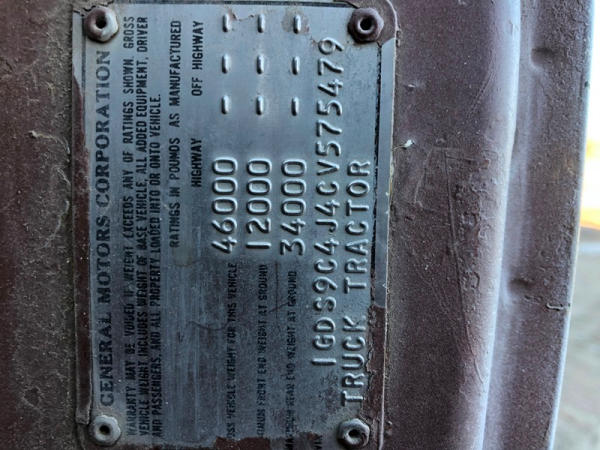 GENERAL MOTORS CORPORATION
WARRANTY MAY BE VOIDED IF WEIGHT EXCEEDS ANY OF RATINGS SHOWN. GROSS
VEHICLE WEIGHT INCLUDES WEIGHT OF BASE VEHICLE, ALL ADDED EQUIPMENT, DRIVER
AND PASSENGERS, AND ALL PROPERTY LOADED INTO OR ONTO VEHICLE.
RATINGS IN POUNDS AS MANUFACTURED
HIGHWAY OFF HIGHWAY
VEHICLE WEIGHT FOR THIS VEHICLE 46000 - - -
FRONT END WEIGHT AT GROUND 12000 - - -
REAR END WEIGHT AT GROUND. 34000 - - -
1GDS9C4J4CV575479
TRUCK TRACTOR